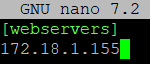 GNU nano 7.2
[webservers]
172.18.1.155